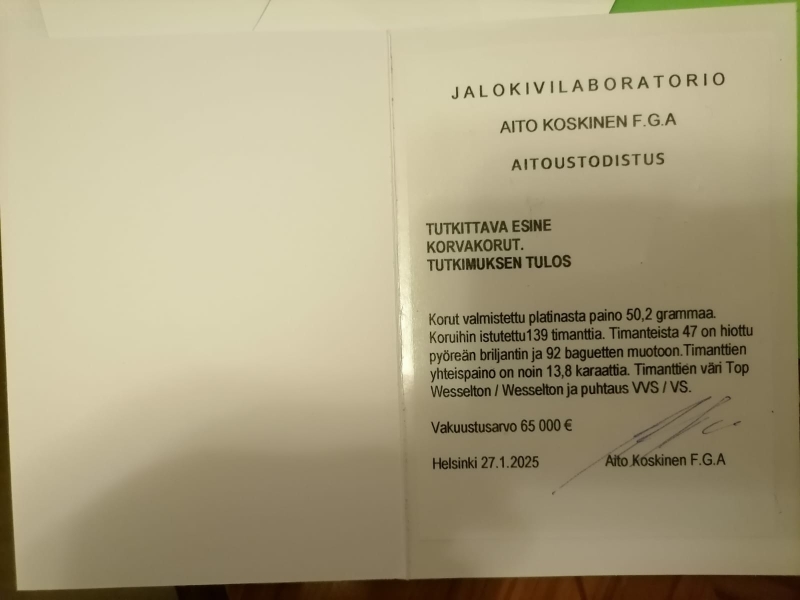 JALOKIVILABORATORIO
AITO KOSKINEN F.G.A
AITOUSTODISTUS
TUTKITTAVA ESINE
KORVAKORUT.
TUTKIMUKSEN TULOS
Korut valmistettu platinasta paino 50,2 grammaa.
Koruihin istutettu139 timanttia. Timanteista 47 on hiottu
pyöreän briljantin ja 92 baguetten muotoon.Timanttien
yhteispaino on noin 13,8 karaattia. Timanttien väri Top
Wesselton / Wesselton ja puhtaus VVS / VS.
Vakuustusarvo 65 000 €
Helsinki 27.1.2025 Aito Koskinen F.G.A